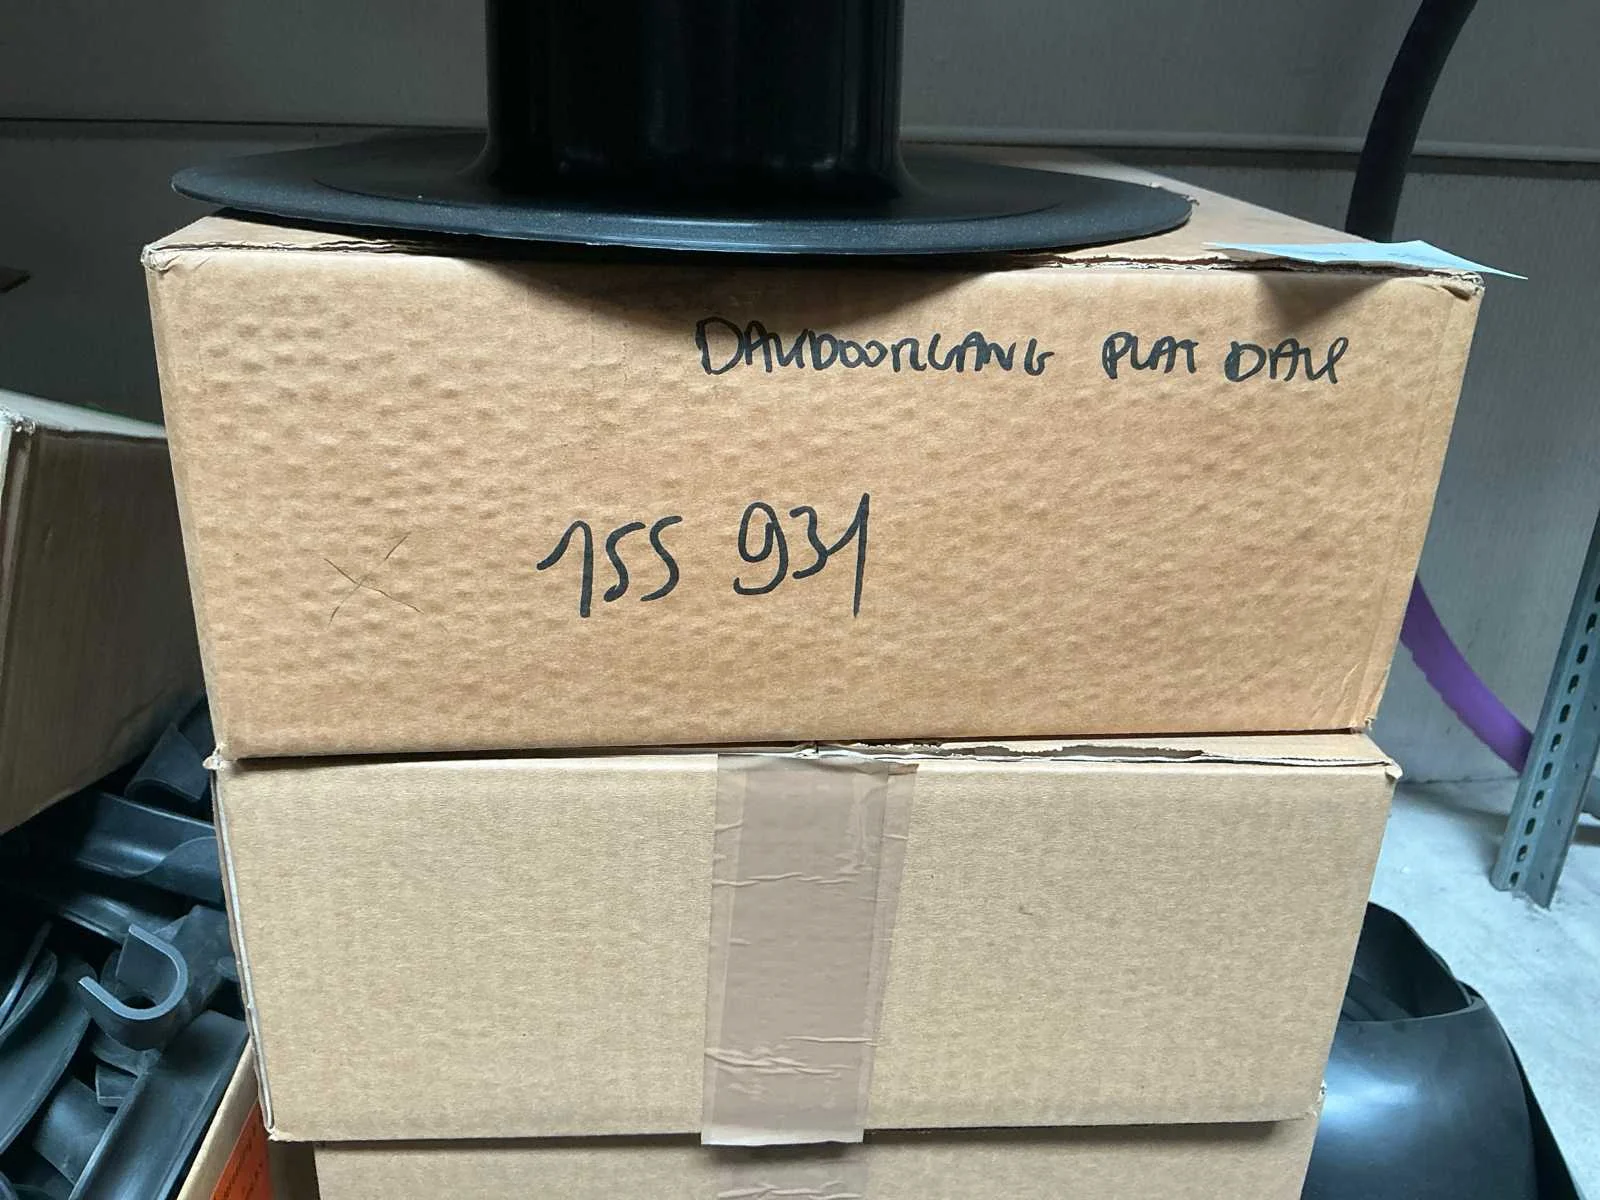 DAKDOORGANG PLAT DAK
155 931